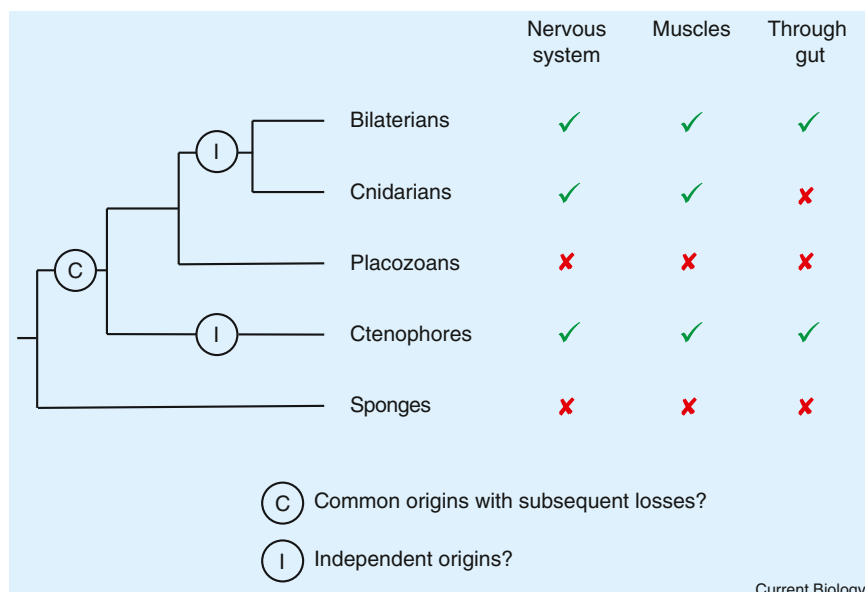 Nervous system
Muscles
Through gut
I
Bilaterians
Cnidarians
C
Placozoans
I
Ctenophores
Sponges
C Common origins with subsequent losses?
I Independent origins?
Current Biology